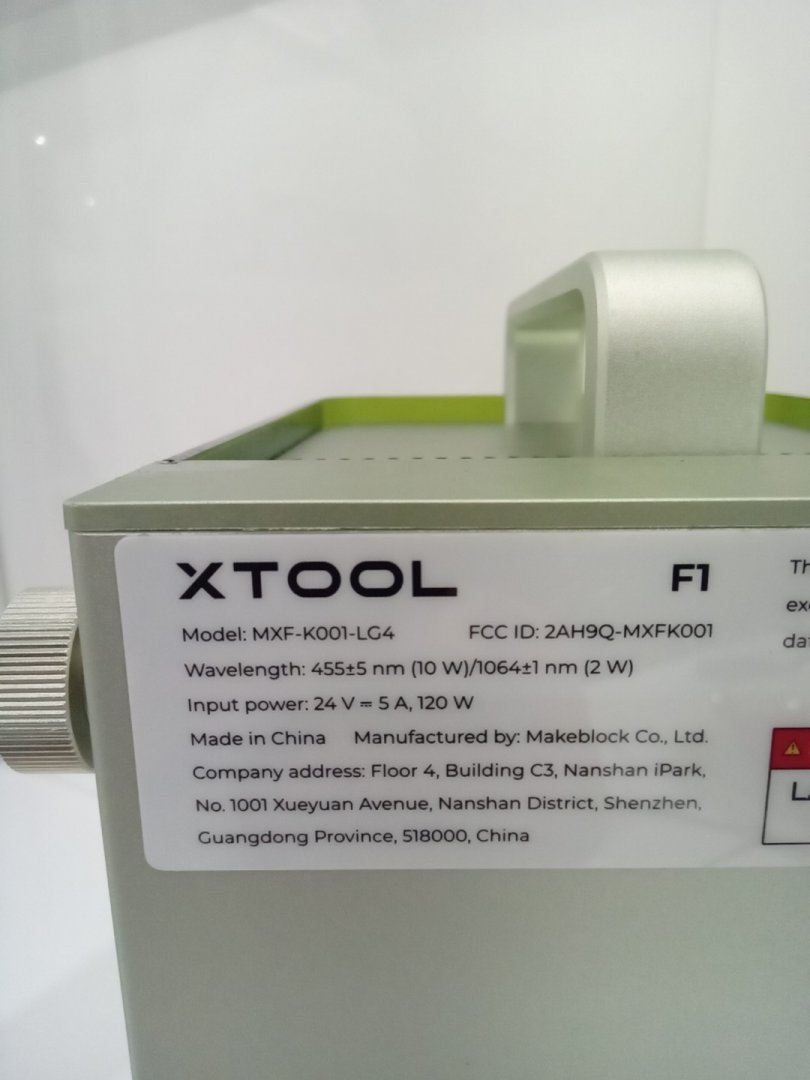 XTOOL F1
Model: MXF-K001-LG4 FCC ID: 2AH9Q-MXFK001
Wavelength: 455±5 nm (10 W)/1064±1 nm (2 W)
Input power: 24 V ⎓ 5 A, 120 W
Made in China Manufactured by: Makeblock Co., Ltd.
Company address: Floor 4, Building C3, Nanshan iPark,
No. 1001 Xueyuan Avenue, Nanshan District, Shenzhen,
Guangdong Province, 518000, China